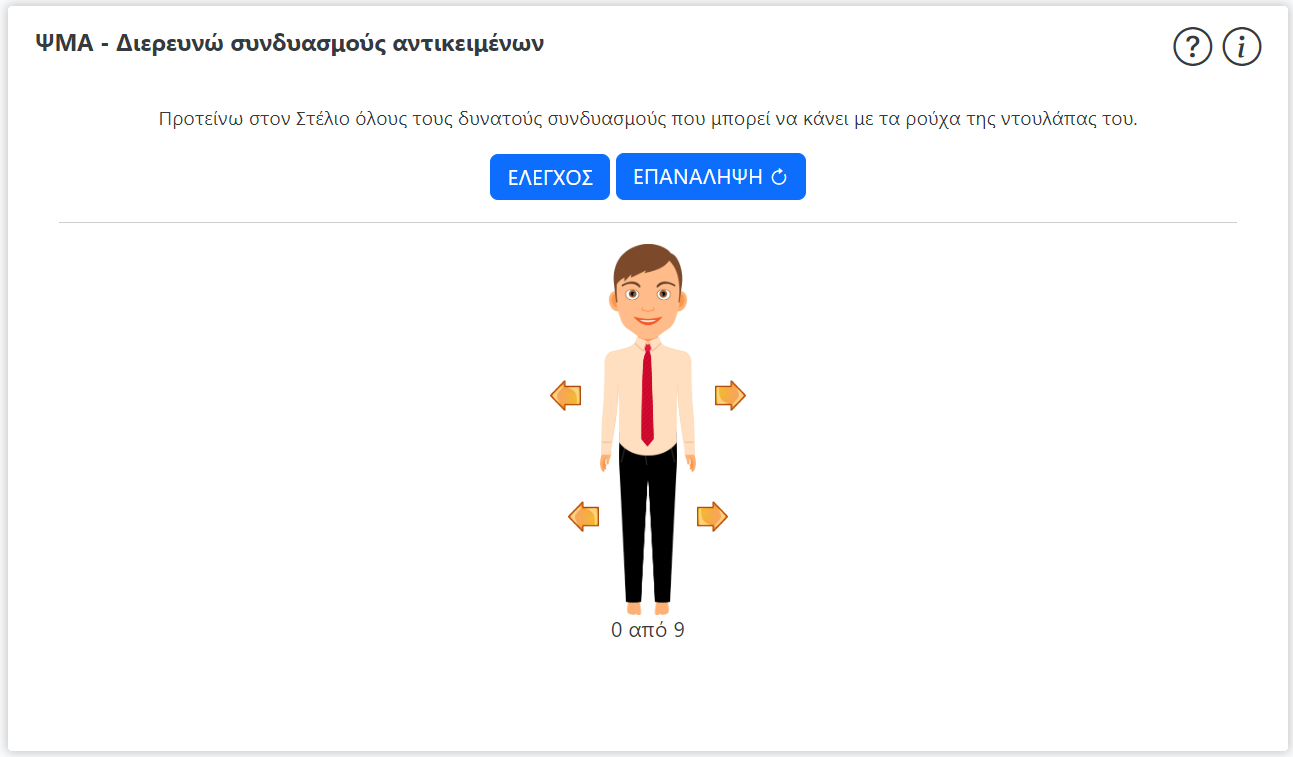 ΨΜΑ - Διερευνώ συνδυασμούς αντικειμένων
? i
Προτείνω στον Στέλιο όλους τους δυνατούς συνδυασμούς που μπορεί να κάνει με τα ρούχα της ντουλάπας του.
ΕΛΕΓΧΟΣ ΕΠΑΝΑΛΗΨΗ
0 από 9